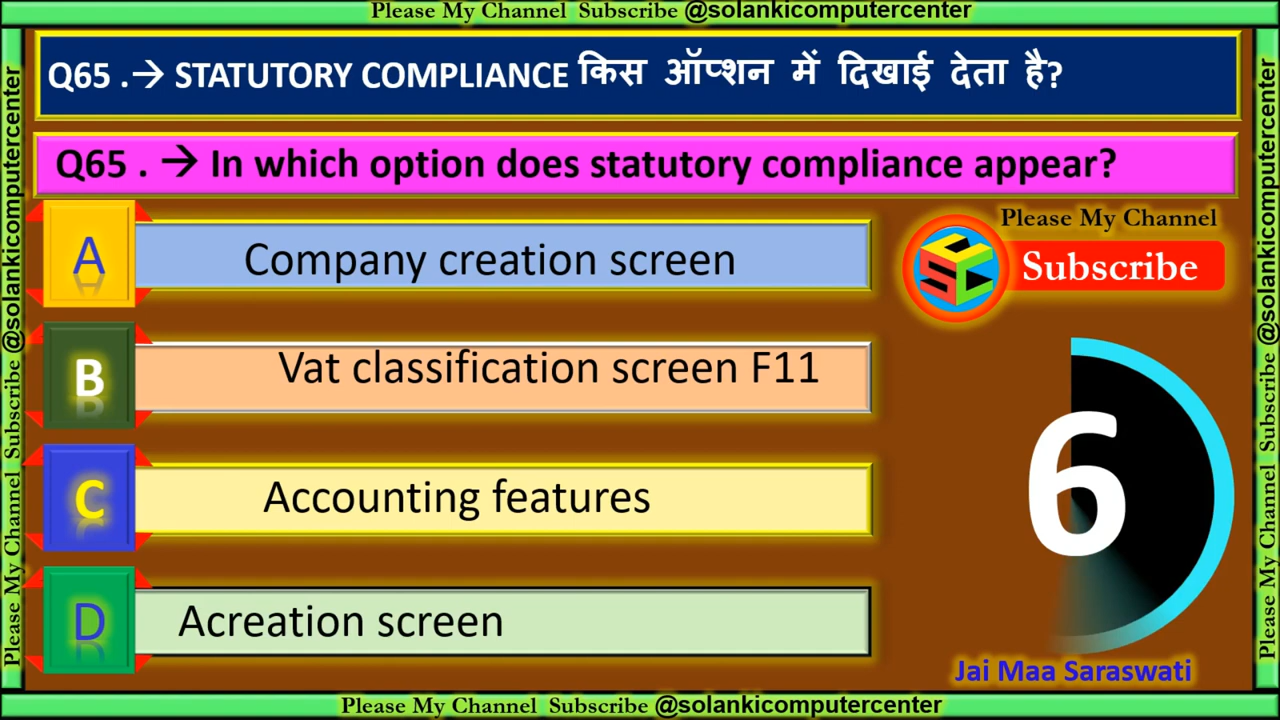 Please My Channel Subscribe @solankicomputercenter
Q65 .→ STATUTORY COMPLIANCE किस ऑप्शन में दिखाई देता है?
Q65 . → In which option does statutory compliance appear?
A
Company creation screen
B
Vat classification screen F11
C
Accounting features
D
Acreation screen
Please My Channel
Subscribe
CSC
6
Jai Maa Saraswati
Please My Channel Subscribe @solankicomputercenter
Please My Channel Subscribe @solankicomputercenter
Please My Channel Subscribe @solankicomputercenter